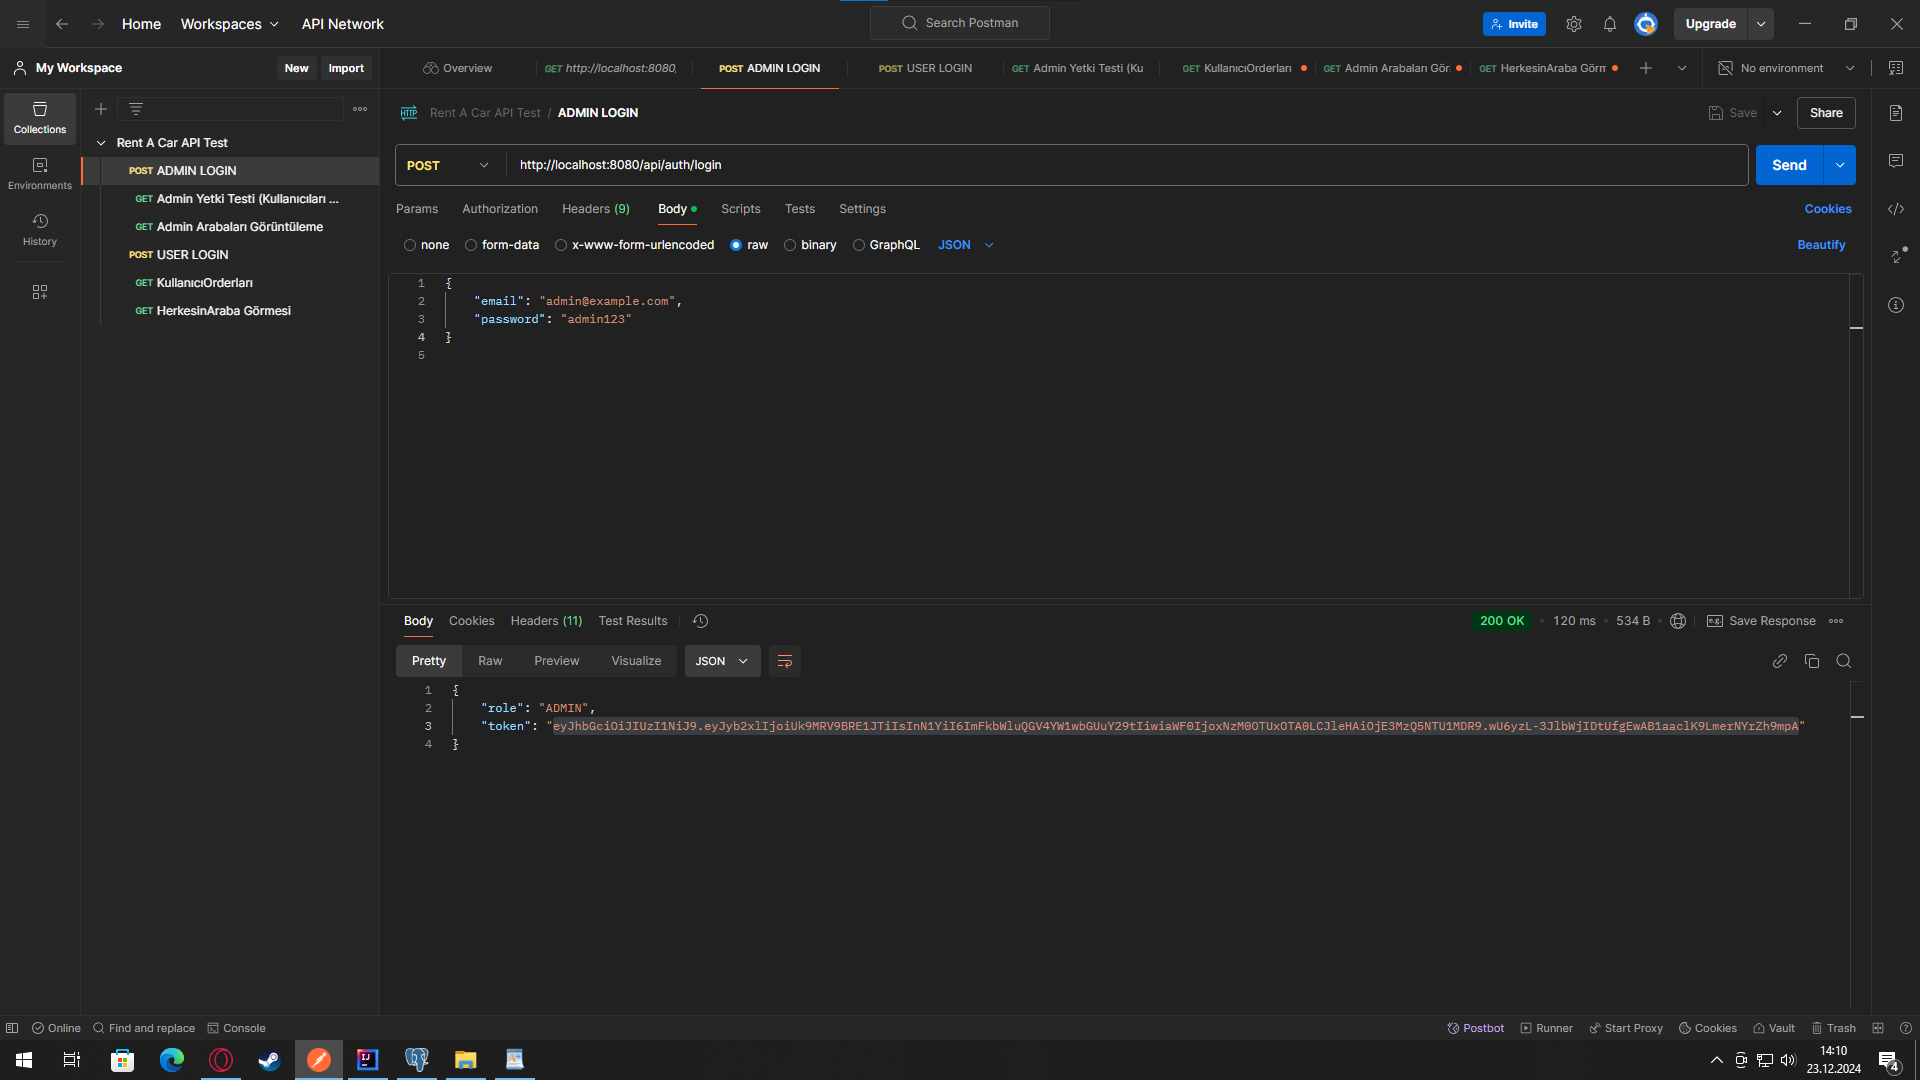 Home
Workspaces
API Network
Search Postman
Invite
Upgrade
My Workspace
New
Import
Overview
GET http://localhost:8080,
POST ADMIN LOGIN
POST USER LOGIN
GET Admin Yetki Testi (Ku
GET KullanıcıOrderları
GET Admin Arabaları Gör
GET HerkesinAraba Görm
No environment
Collections
Environments
History
Rent A Car API Test
POST ADMIN LOGIN
GET Admin Yetki Testi (Kullanıcıları ...
GET Admin Arabaları Görüntüleme
POST USER LOGIN
GET KullanıcıOrderları
GET HerkesinAraba Görmesi
HTTP Rent A Car API Test / ADMIN LOGIN
Save
Share
POST
http://localhost:8080/api/auth/login
Send
Params Authorization Headers (9) Body Scripts Tests Settings
Cookies
none form-data x-www-form-urlencoded raw binary GraphQL JSON
Beautify
1 {
2 "email": "admin@example.com",
3 "password": "admin123"
4 }
5
Body Cookies Headers (11) Test Results
200 OK • 120 ms • 534 B
e.g. Save Response
Pretty Raw Preview Visualize JSON
1 {
2 "role": "ADMIN",
3 "token": "eyJhbGciOiJIUzI1NiJ9.eyJyb2xlIjoiUk9MRV9BRE1JTiIsInN1YiI6ImFkbWluQGV4YW1wbGUuY29tIiwiaWF0IjoxNzM0OTUxOTA0LCJleHAiOjE3MzQ5NTU1MDR9.wU6yzL-3JlbWjIDtUfgEwAB1aaclK9LmerNYrZh9mpA"
4 }
Online
Find and replace
Console
Postbot
Runner
Start Proxy
Cookies
Vault
Trash
IJ
14:10
23.12.2024
4